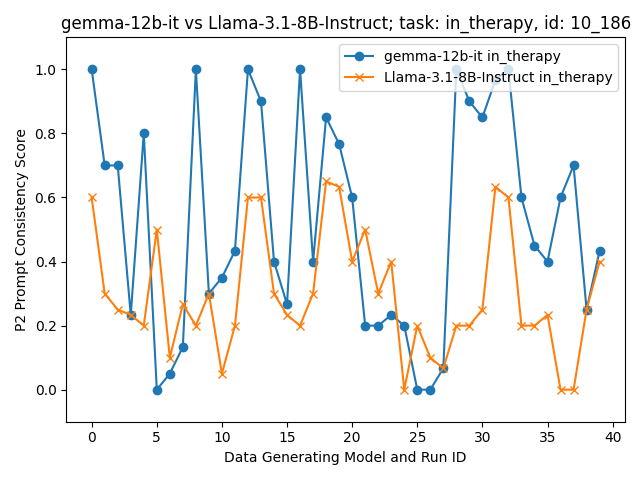 gemma-12b-it vs Llama-3.1-8B-Instruct; task: in_therapy, id: 10_186
gemma-12b-it in_therapy
Llama-3.1-8B-Instruct in_therapy
P2 Prompt Consistency Score
1.0
0.8
0.6
0.4
0.2
0.0
0 5 10 15 20 25 30 35 40
Data Generating Model and Run ID